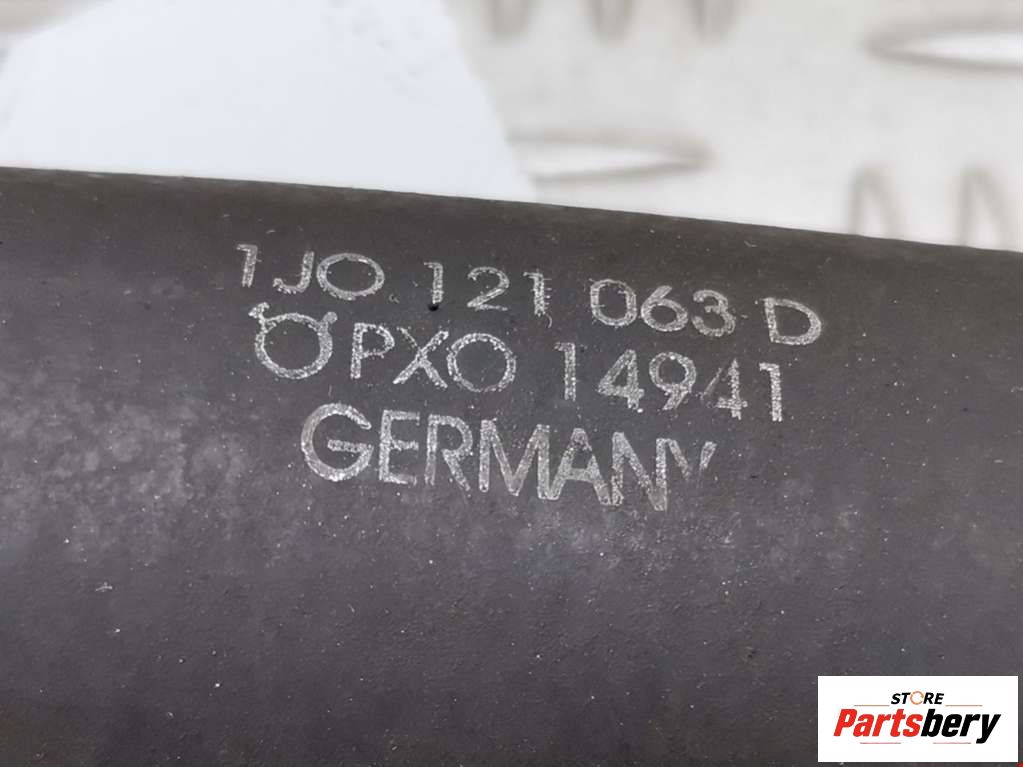 1JO 121 063 D
PXO 14941
GERMANY
STORE
Partsbery